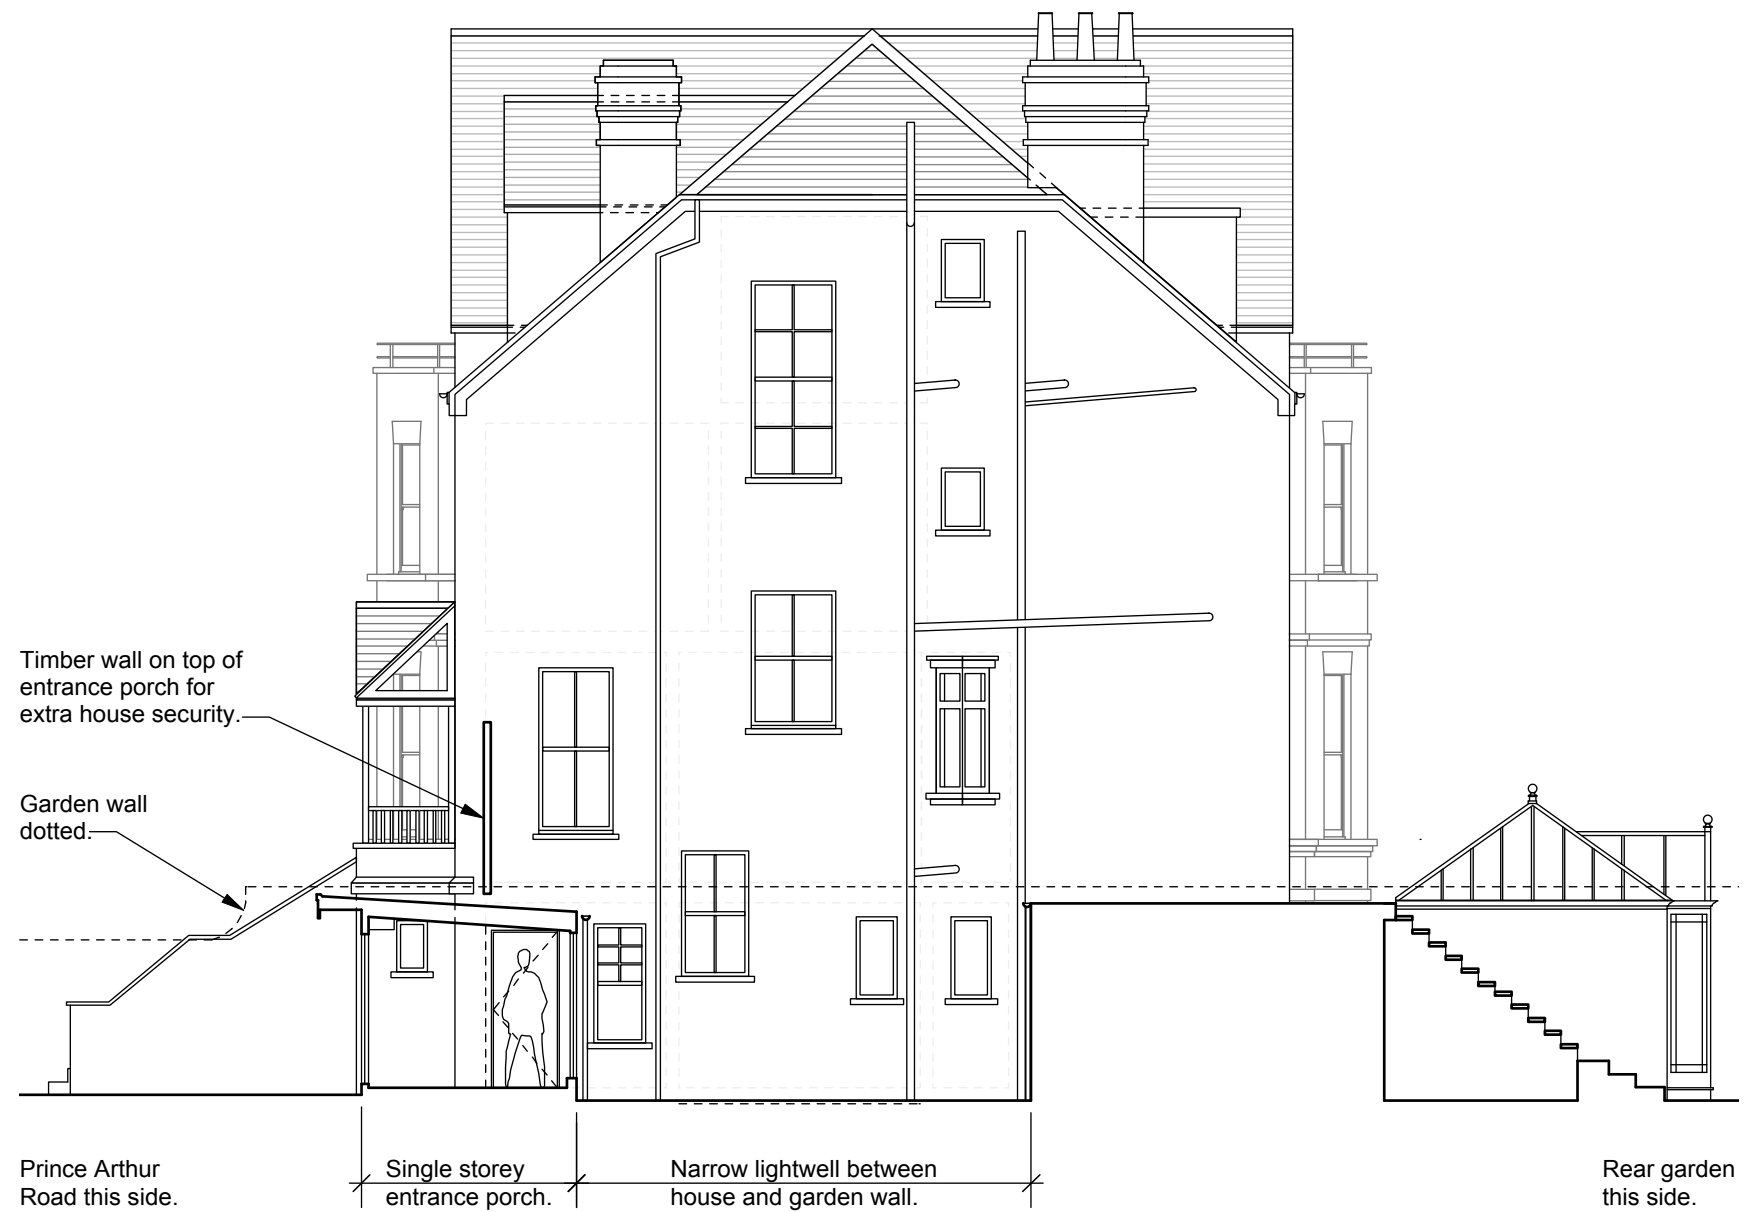 Timber wall on top of
entrance porch for
extra house security.
Garden wall
dotted.
Prince Arthur
Road this side.
Single storey
entrance porch.
Narrow lightwell between
house and garden wall.
Rear garden
this side.